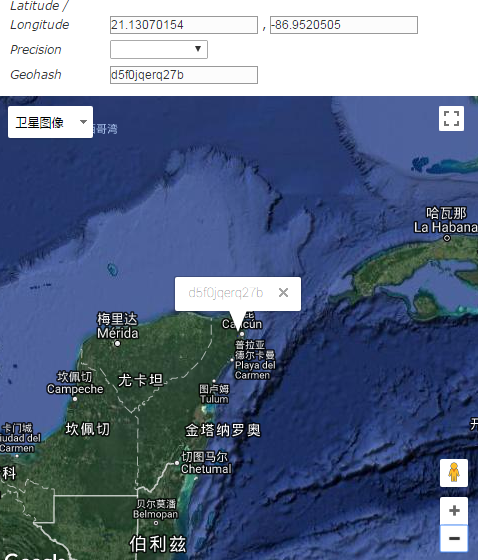 Latitude /
Longitude 21.13070154 , -86.9520505
Precision
Geohash d5f0jqerq27b
卫星图像
哥湾
哈瓦那
La Habana
d5f0jqerq27b
Cancún
梅里达
Mérida
普拉亚
德尔卡曼
Playa del
Carmen
坎佩切
Campeche
尤卡坦
图卢姆
Tulum
卡门城
iudad del
Carmen
坎佩切
金塔纳罗奥
科
切图马尔
Chetumal
贝尔莫潘
Belmopan
伯利兹
Google